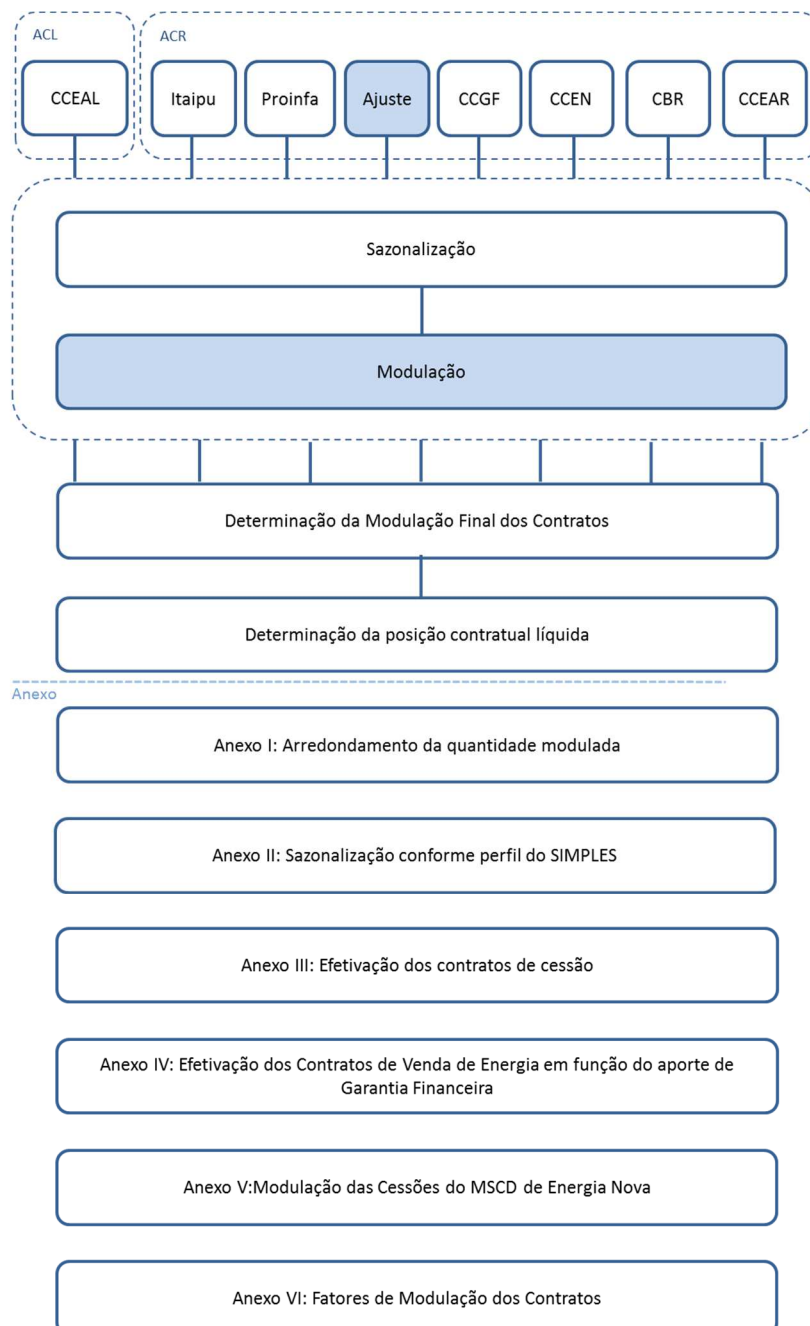 ACL
ACR
CCEAL
Itaipu
Proinfa
Ajuste
CCGF
CCEN
CBR
CCEAR
Sazonalização
Modulação
Determinação da Modulação Final dos Contratos
Determinação da posição contratual líquida
Anexo
Anexo I: Arredondamento da quantidade modulada
Anexo II: Sazonalização conforme perfil do SIMPLES
Anexo III: Efetivação dos contratos de cessão
Anexo IV: Efetivação dos Contratos de Venda de Energia em função do aporte de
Garantia Financeira
Anexo V:Modulação das Cessões do MSCD de Energia Nova
Anexo VI: Fatores de Modulação dos Contratos